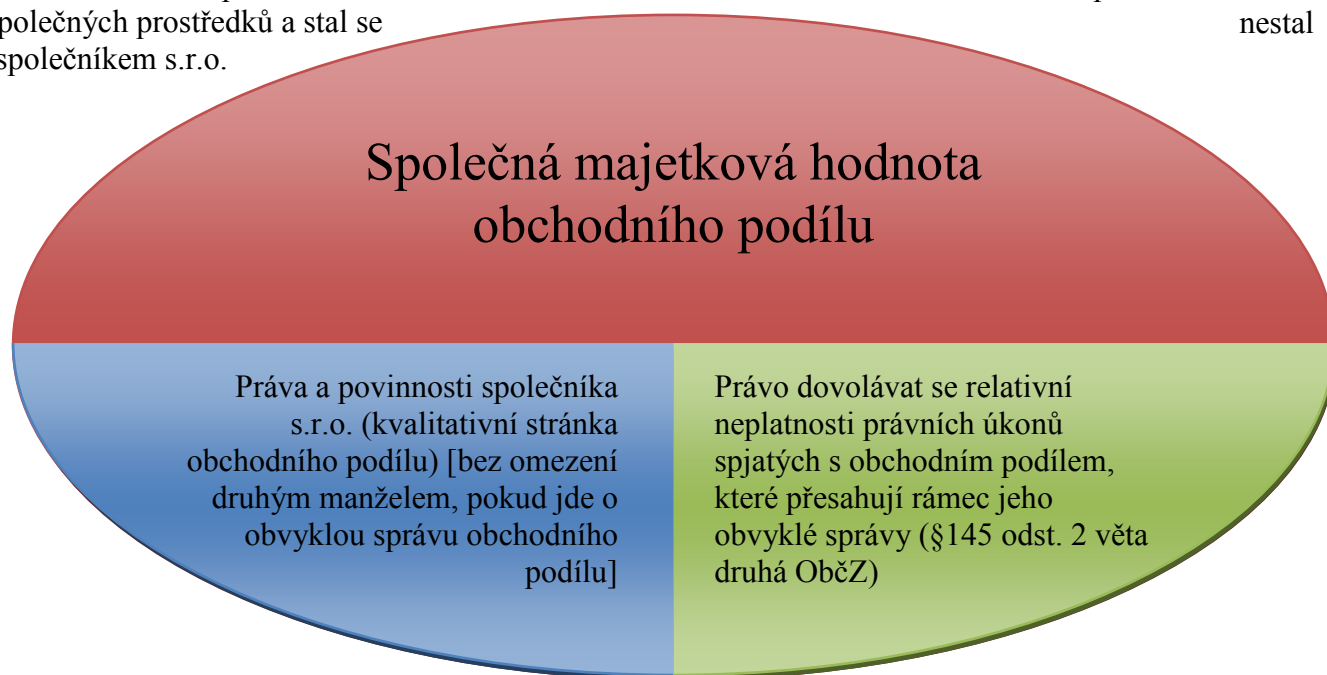 polečných prostředků a stal se
nestal
společníkem s.r.o.
Společná majetková hodnota
obchodního podílu
Práva a povinnosti společníka
s.r.o. (kvalitativní stránka
obchodního podílu) [bez omezení
druhým manželem, pokud jde o
obvyklou správu obchodního
podílu]
Právo dovolávat se relativní
neplatnosti právních úkonů
spjatých s obchodním podílem,
které přesahují rámec jeho
obvyklé správy (§145 odst. 2 věta
druhá ObčZ)